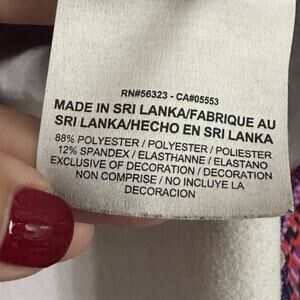 RN#56323 - CA#05553
MADE IN SRI LANKA/FABRIQUE AU
SRI LANKA/HECHO EN SRI LANKA
88% POLYESTER / POLYESTER / POLIESTER
12% SPANDEX / ELASTHANNE / ELASTANO
EXCLUSIVE OF DECORATION / DECORATION
NON COMPRISE / NO INCLUYE LA
DECORACION